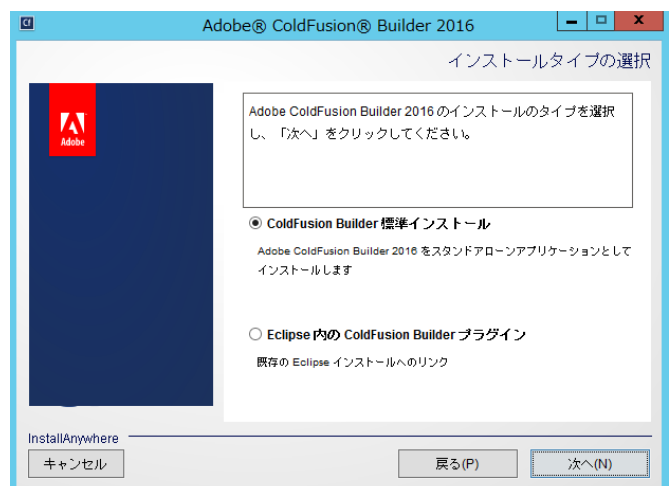 Cf
Adobe® ColdFusion® Builder 2016
インストールタイプの選択
Adobe
Adobe ColdFusion Builder 2016 のインストールのタイプを選択
し、「次へ」をクリックしてください。
ColdFusion Builder 標準インストール
Adobe ColdFusion Builder 2016 をスタンドアローンアプリケーションとして
インストールします
Eclipse 内の ColdFusion Builder プラグイン
既存の Eclipse インストールへのリンク
InstallAnywhere
キャンセル
戻る(P)
次へ(N)